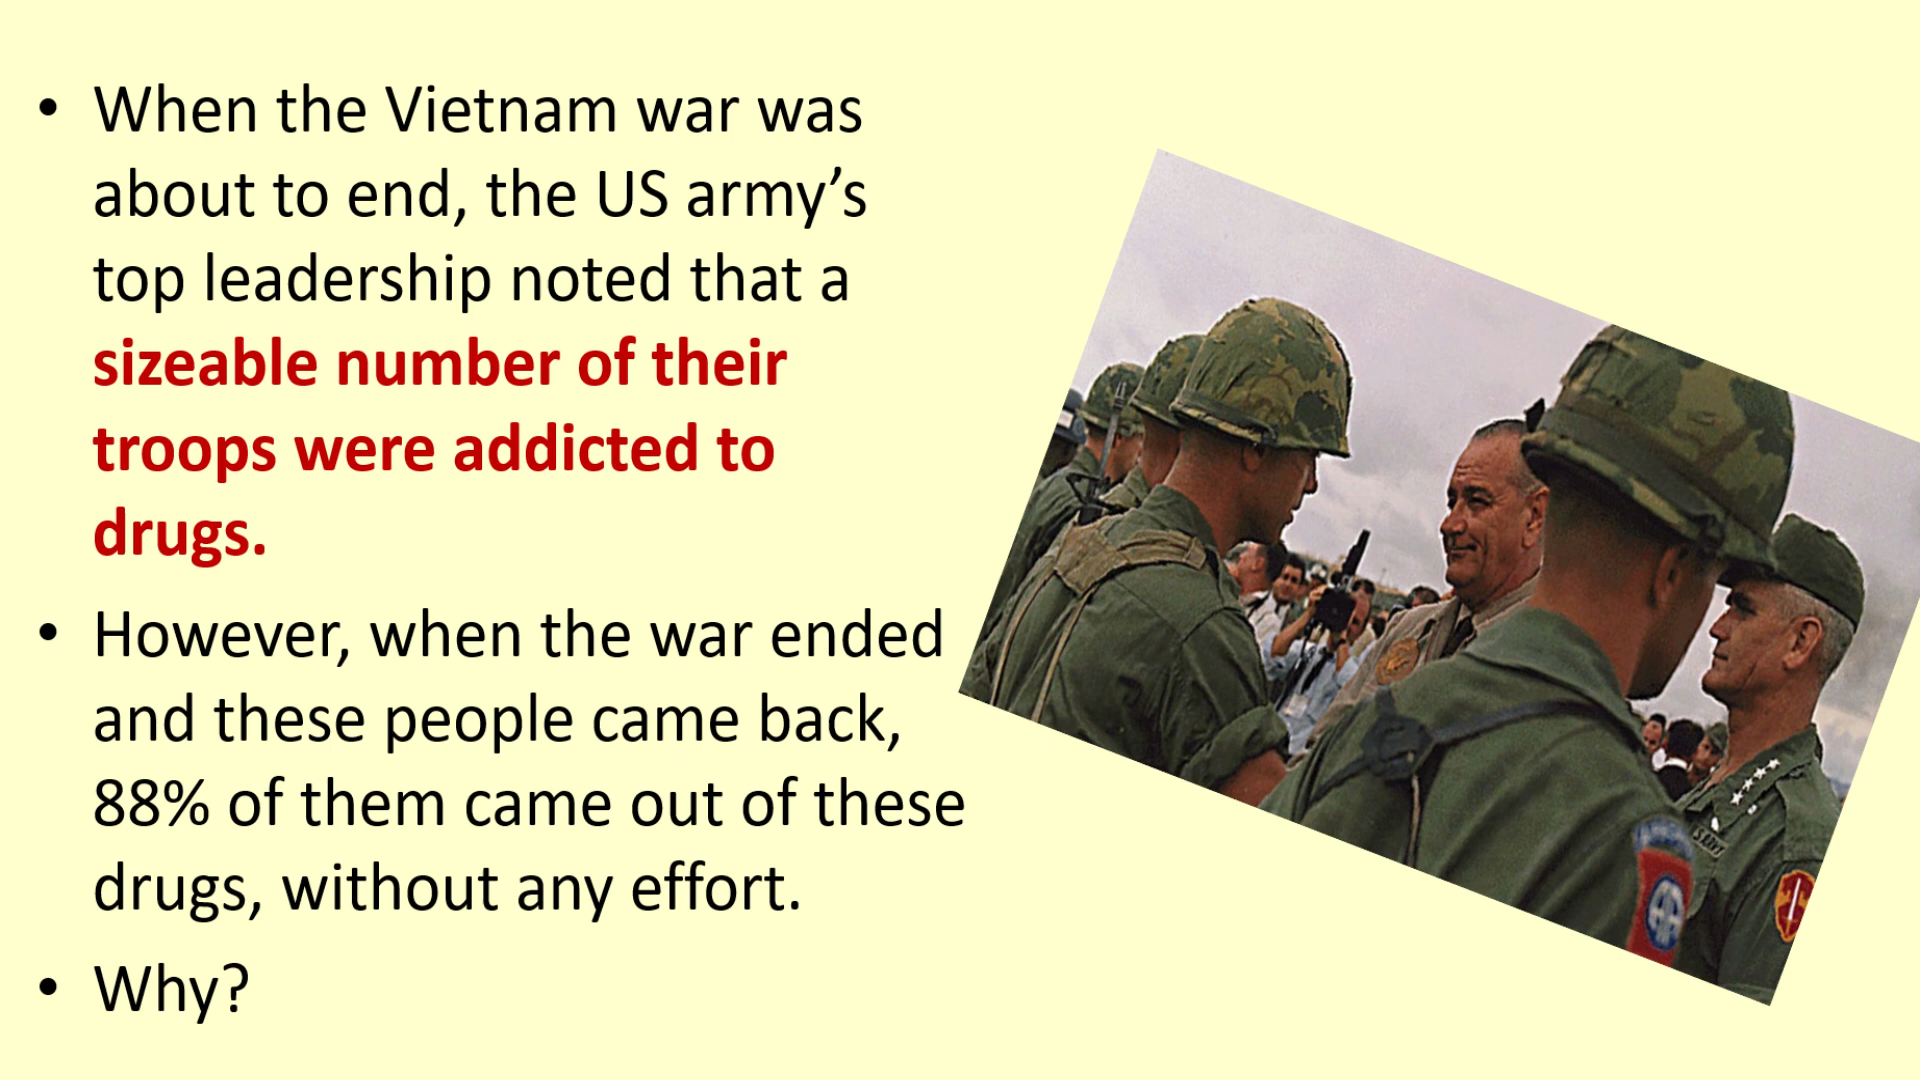 • When the Vietnam war was
about to end, the US army’s
top leadership noted that a
sizeable number of their
troops were addicted to
drugs.
• However, when the war ended
and these people came back,
88% of them came out of these
drugs, without any effort.
• Why?